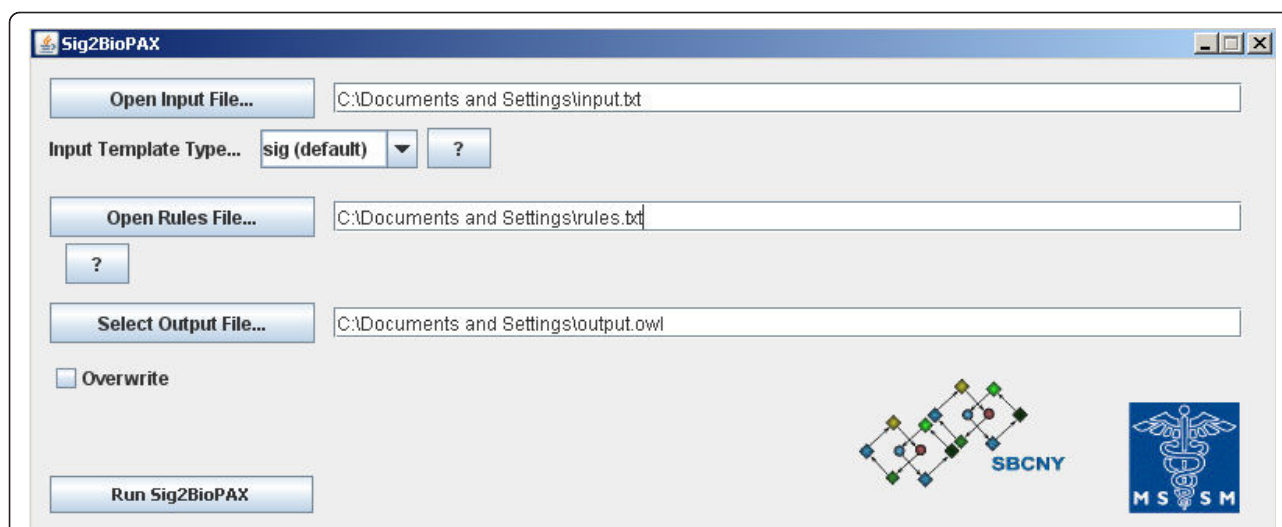 Sig2BioPAX
Open Input File...
C:\Documents and Settings\input.txt
Input Template Type...
sig (default)
?
Open Rules File...
C:\Documents and Settings\rules.txt
?
Select Output File...
C:\Documents and Settings\output.owl
Overwrite
SBCNY
MSSM
Run Sig2BioPAX